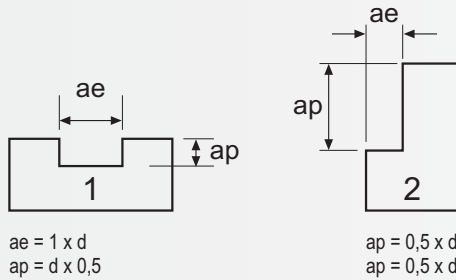 ae
ap
1
ae = 1 x d
ap = d x 0,5
ae
ap
2
ap = 0,5 x d
ap = 0,5 x d